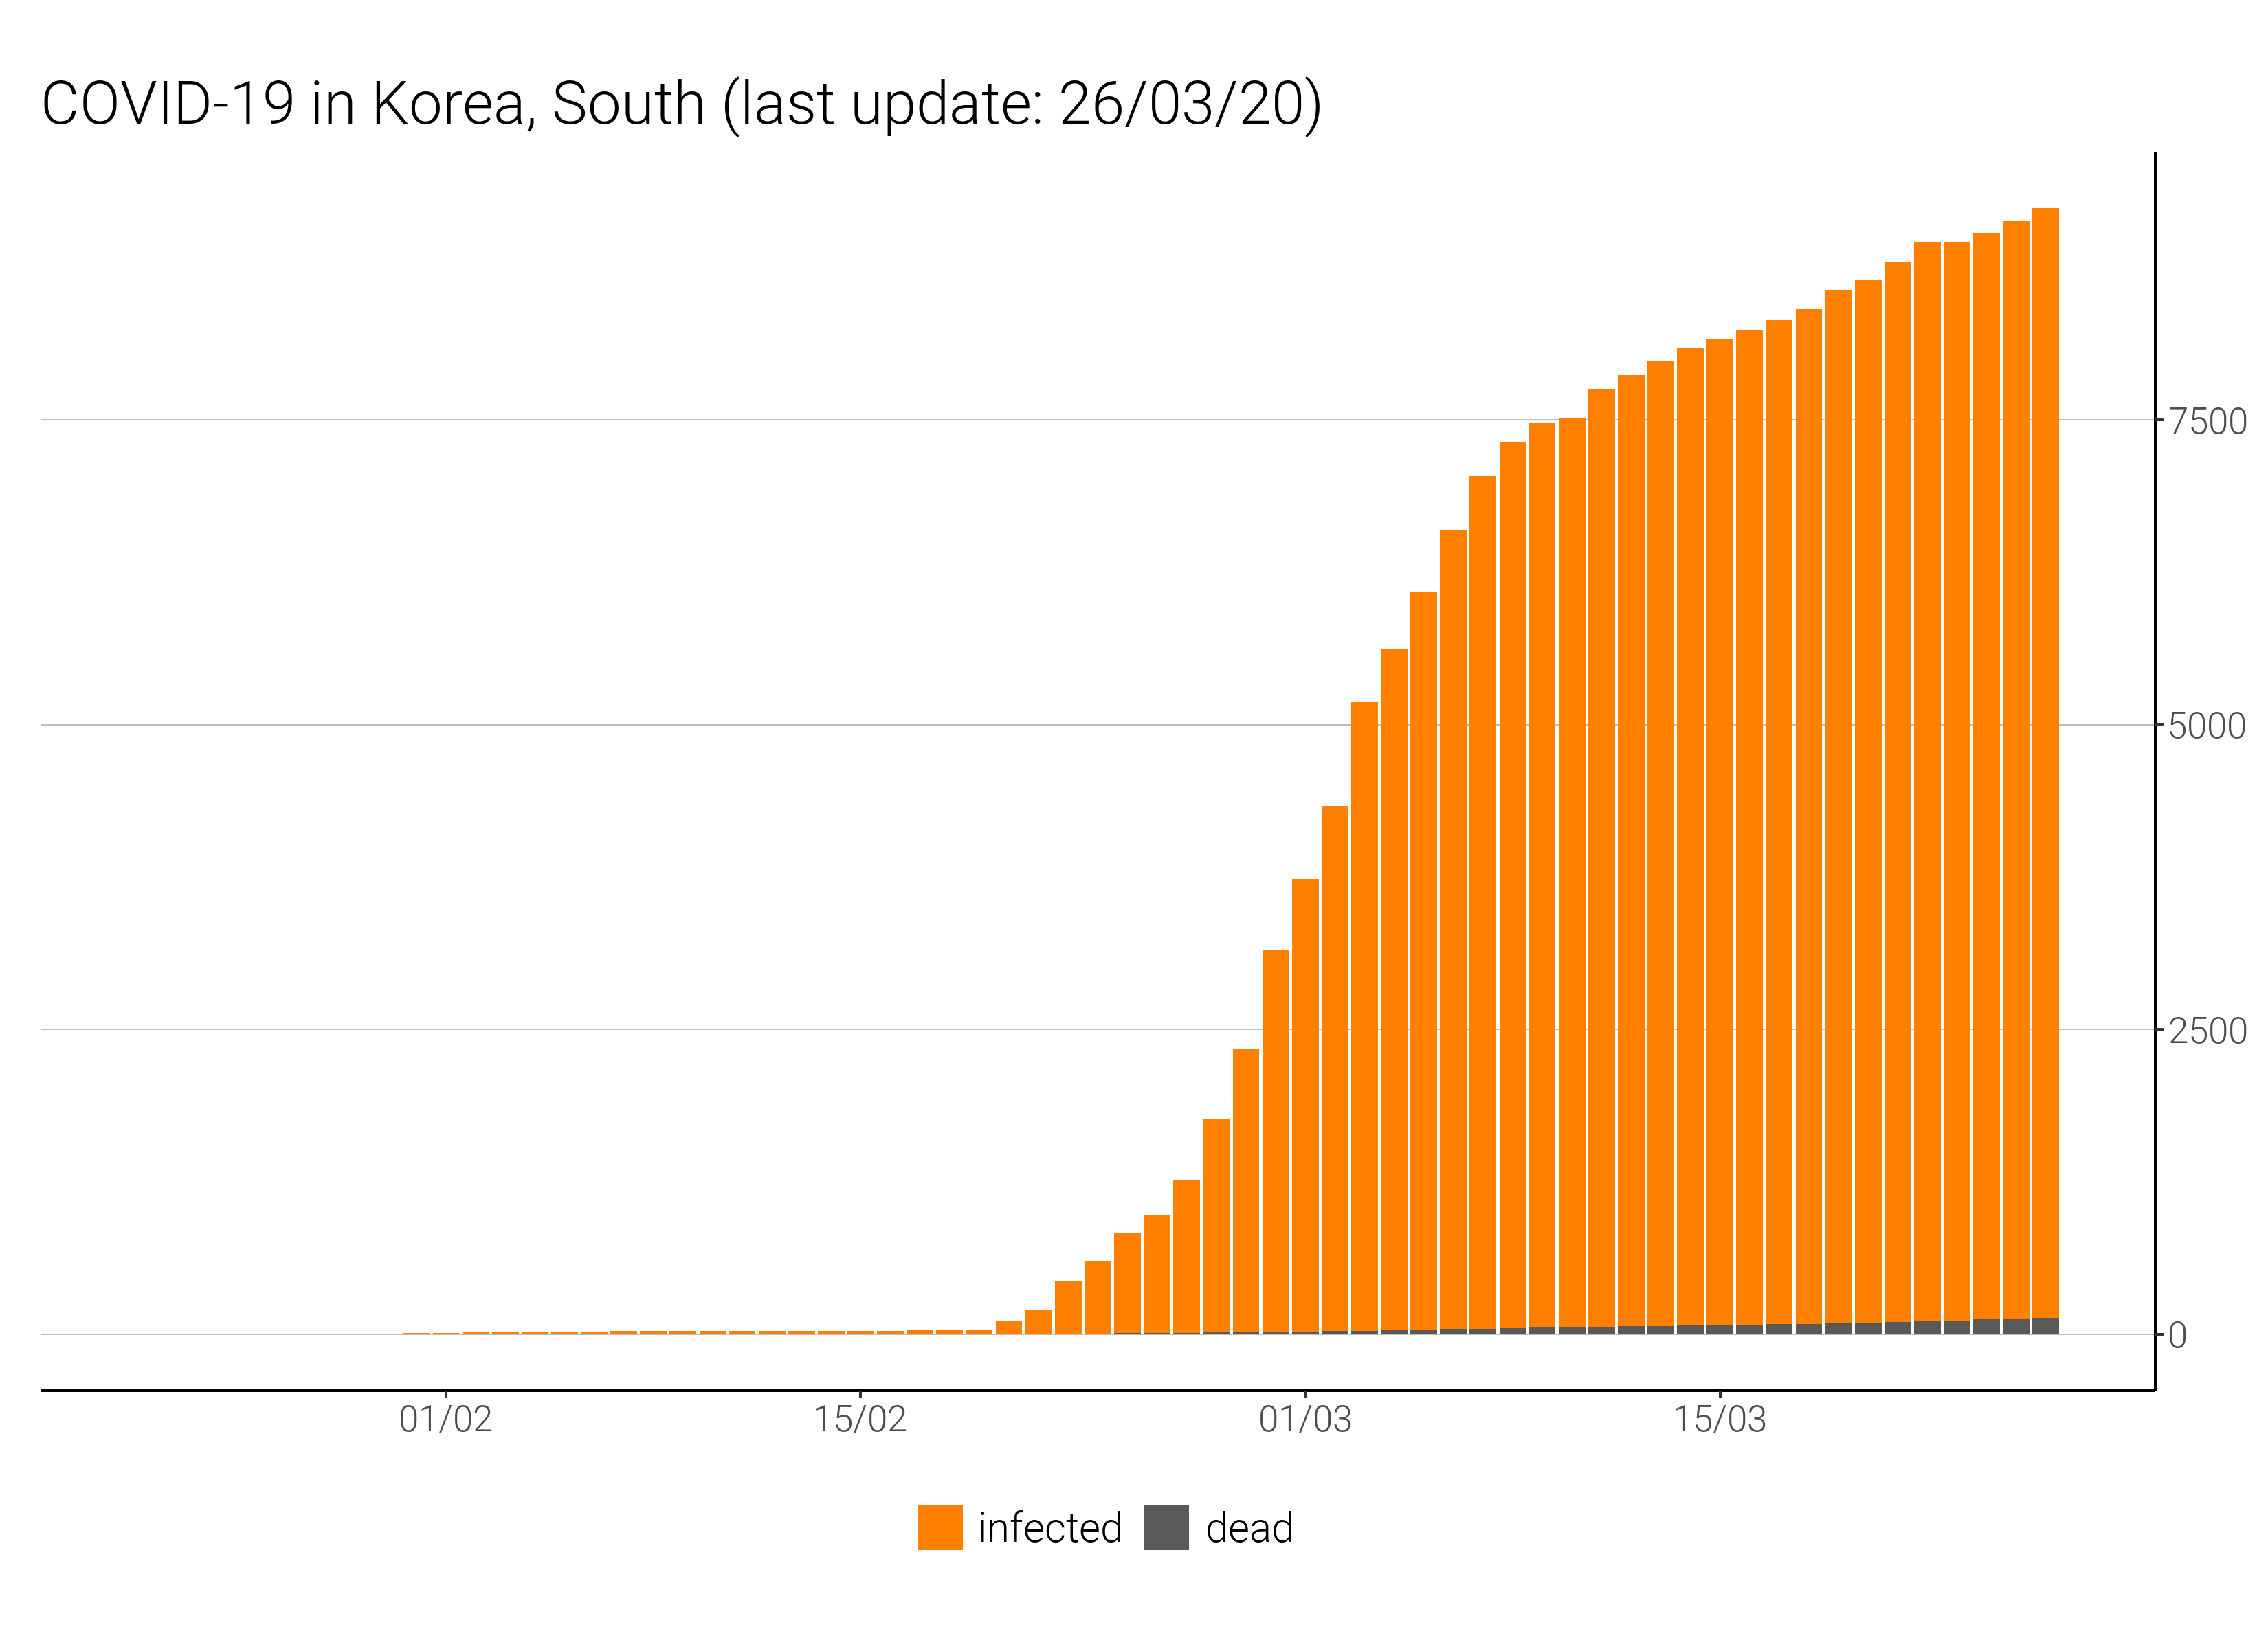 COVID-19 in Korea, South (last update: 26/03/20)
7500
5000
2500
0
01/02 15/02 01/03 15/03
infected dead